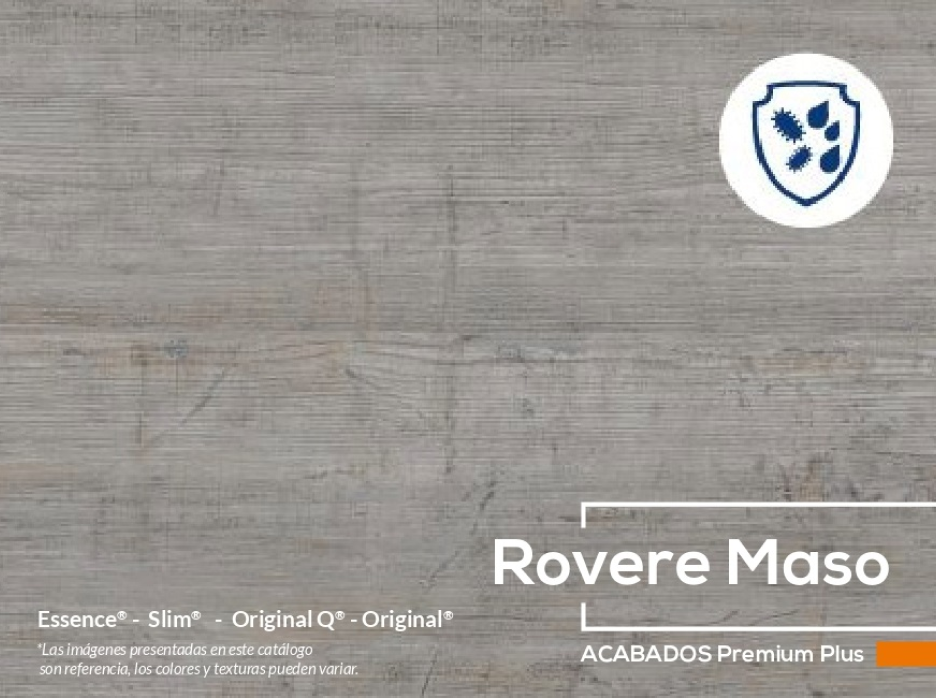 Rovere Maso
Essence® - Slim® - Original Q® - Original®
*Las imágenes presentadas en este catálogo
son referencia, los colores y texturas pueden variar.
ACABADOS Premium Plus